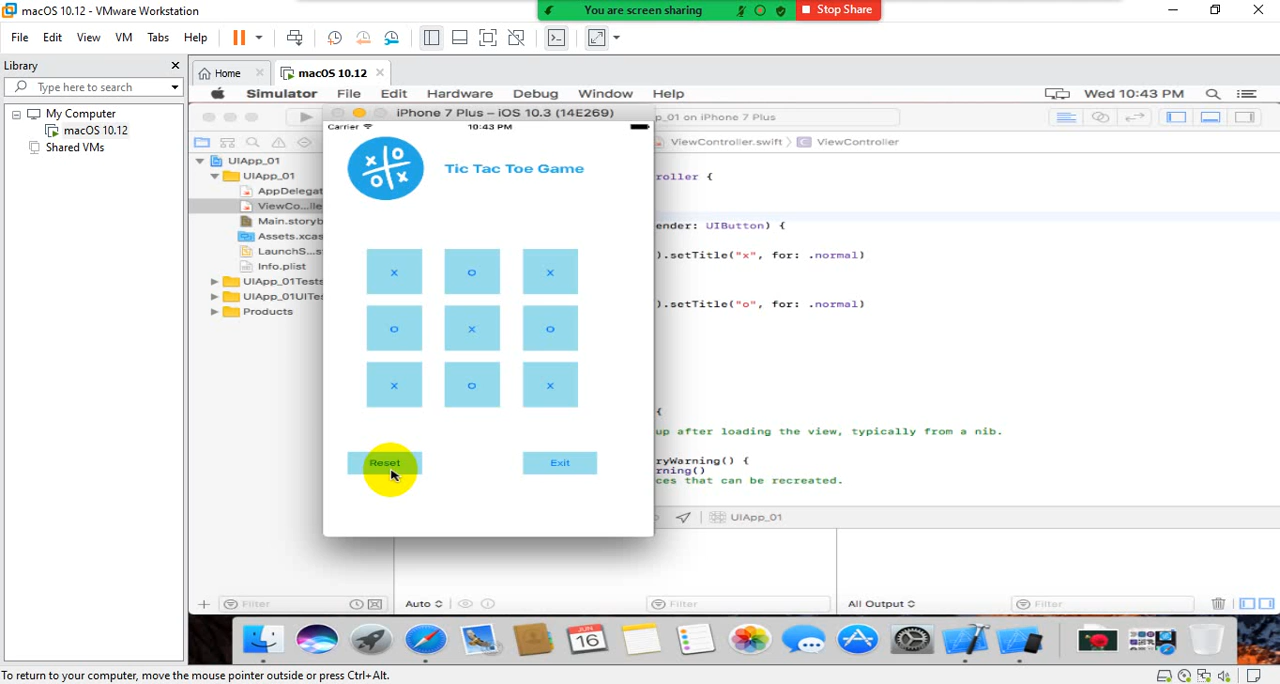 macOS 10.12 - VMware Workstation
You are screen sharing
Stop Share
File Edit View VM Tabs Help
Library
Type here to search
My Computer
macOS 10.12
Shared VMs
Home
macOS 10.12
Simulator File Edit Hardware Debug Window Help
Wed 10:43 PM
iPhone 7 Plus – iOS 10.3 (14E269)
p_01 on iPhone 7 Plus
Carrier
10:43 PM
ViewController.swift
ViewController
UIApp_01
UIApp_01
AppDelegat
ViewCo...lle
Main.storyb
Assets.xcas
LaunchS...s
Info.plist
UIApp_01Tests
UIApp_01UITe
Products
Tic Tac Toe Game
x o x
o x o
x o x
Reset
Exit
roller {
ender: UIButton) {
).setTitle("x", for: .normal)
).setTitle("o", for: .normal)
{
up after loading the view, typically from a nib.
ryWarning() {
rning()
ces that can be recreated.
UIApp_01
Filter
Auto
Filter
All Output
Filter
JUN
16
To return to your computer, move the mouse pointer outside or press Ctrl+Alt.